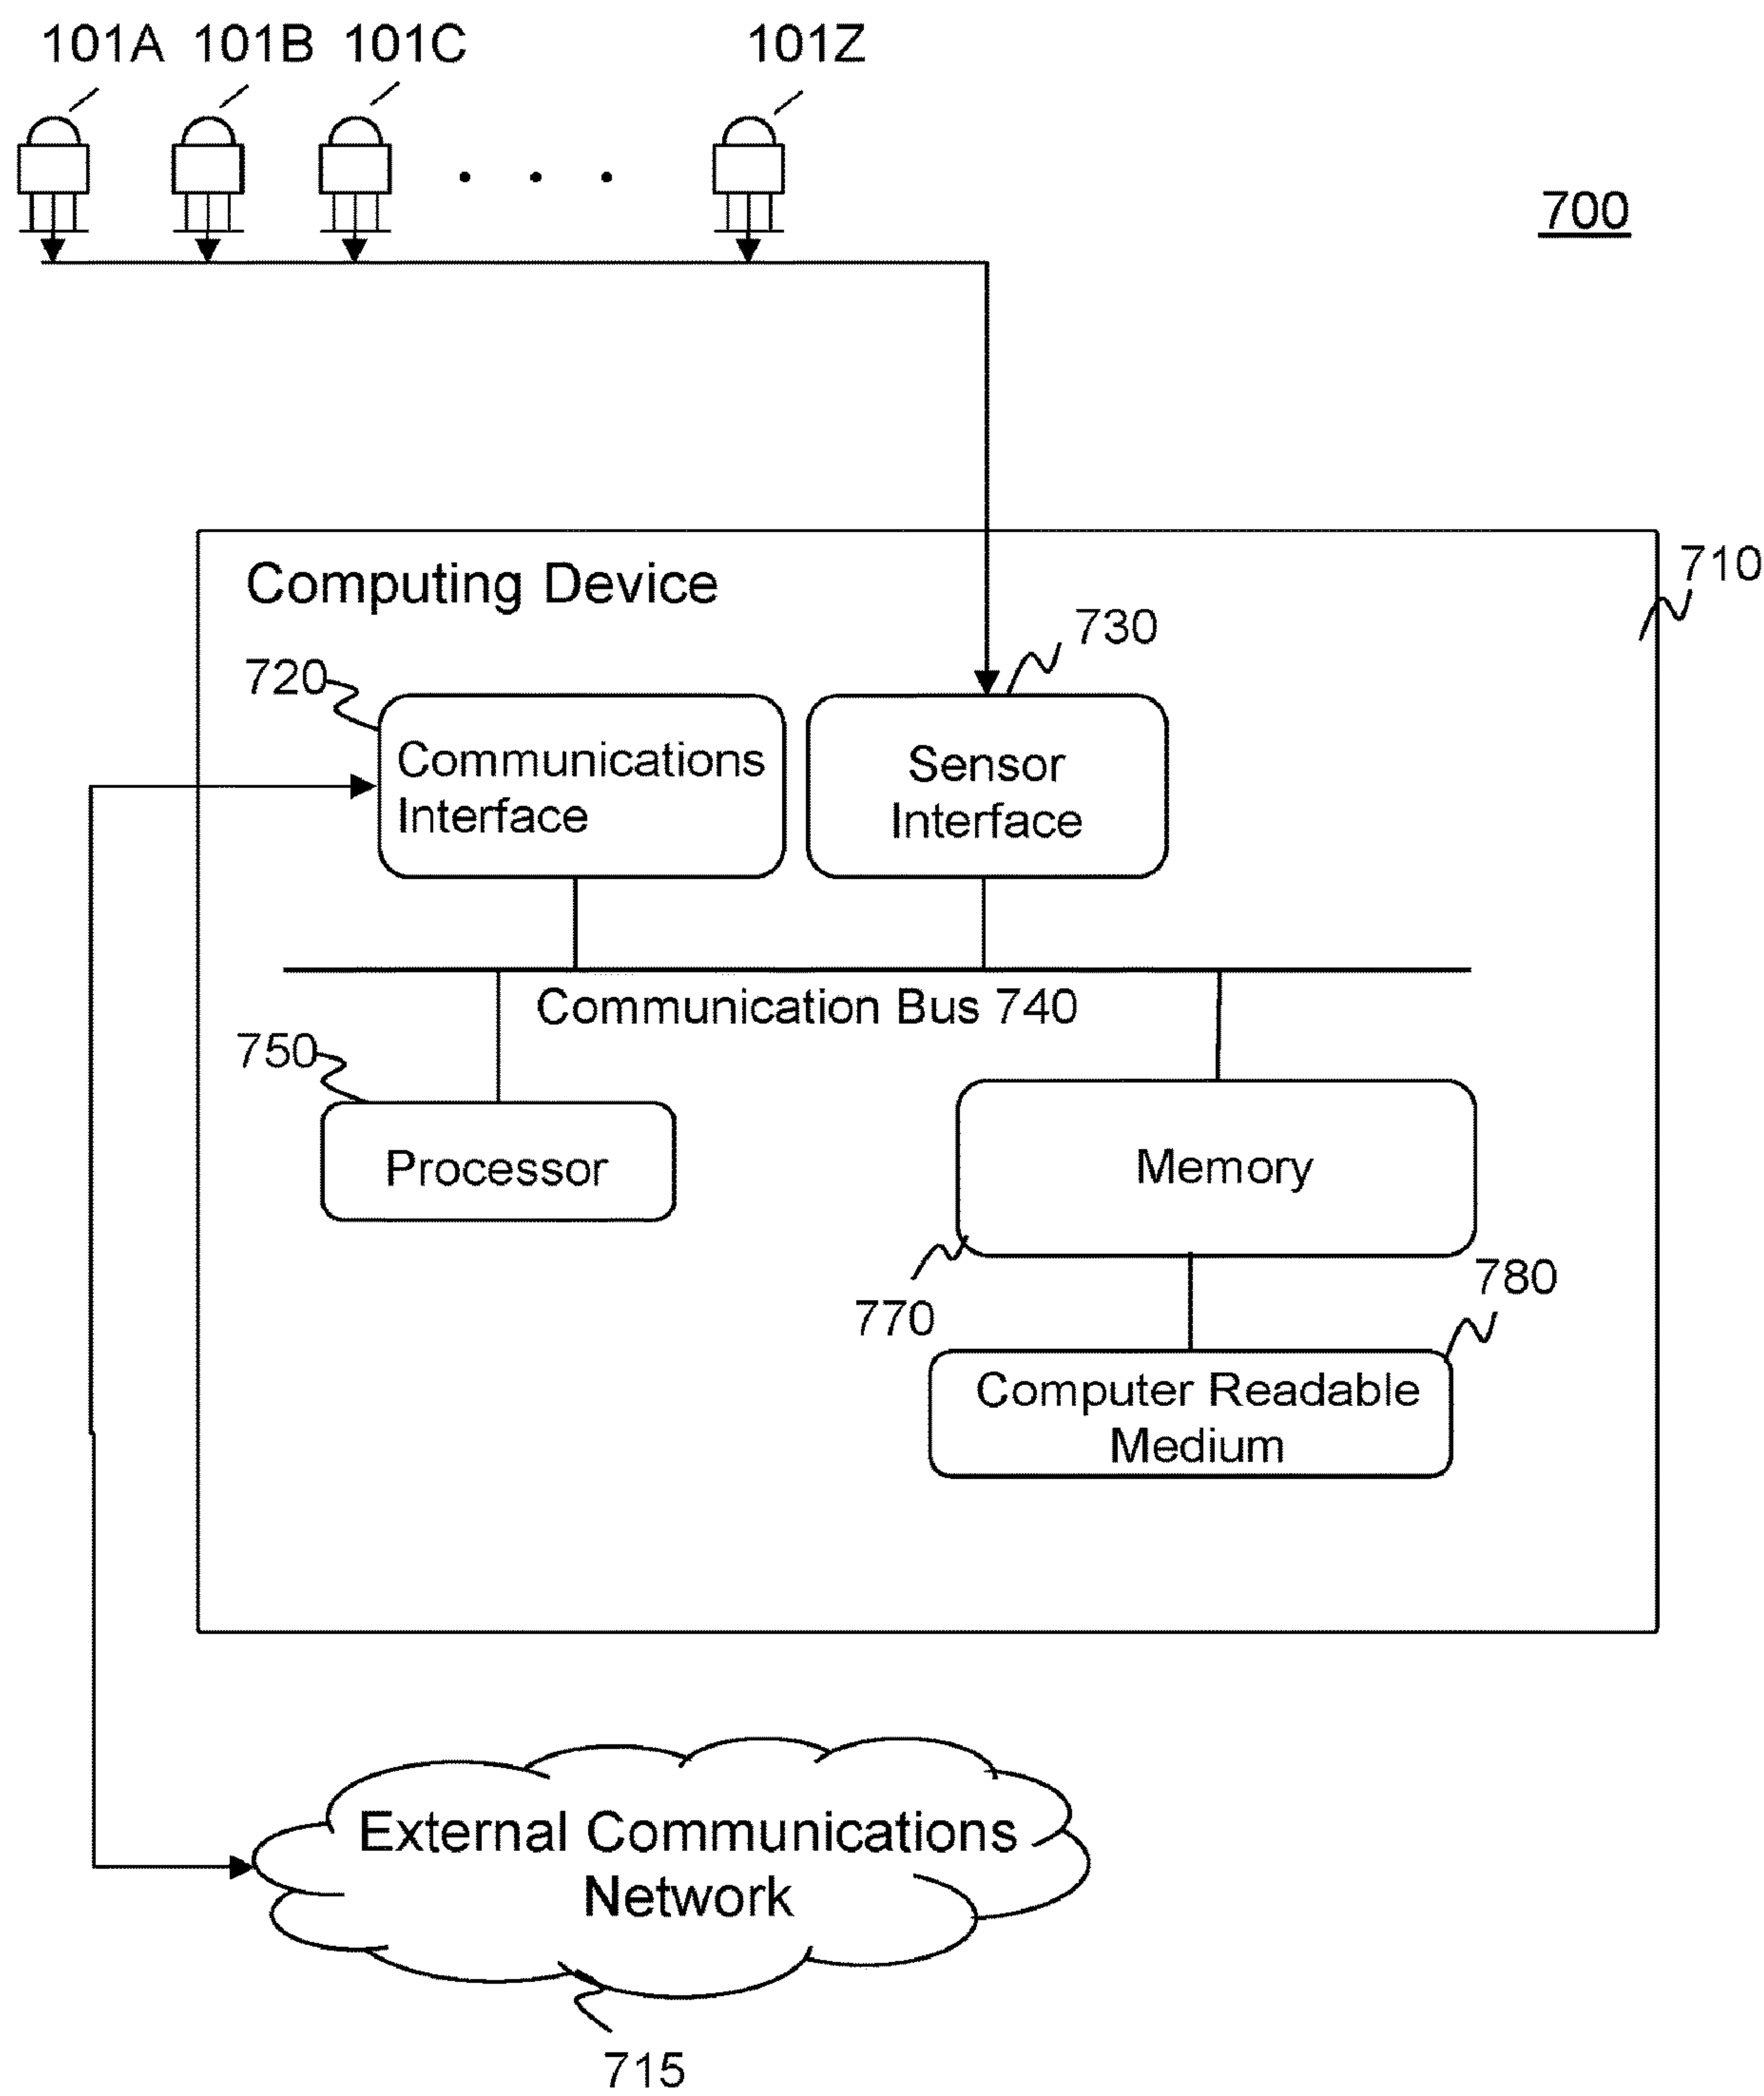 101A 101B 101C 101Z
700
Computing Device
710
730
720
Communications
Interface
Sensor
Interface
Communication Bus 740
750
Processor
Memory
770
780
Computer Readable
Medium
External Communications
Network
715